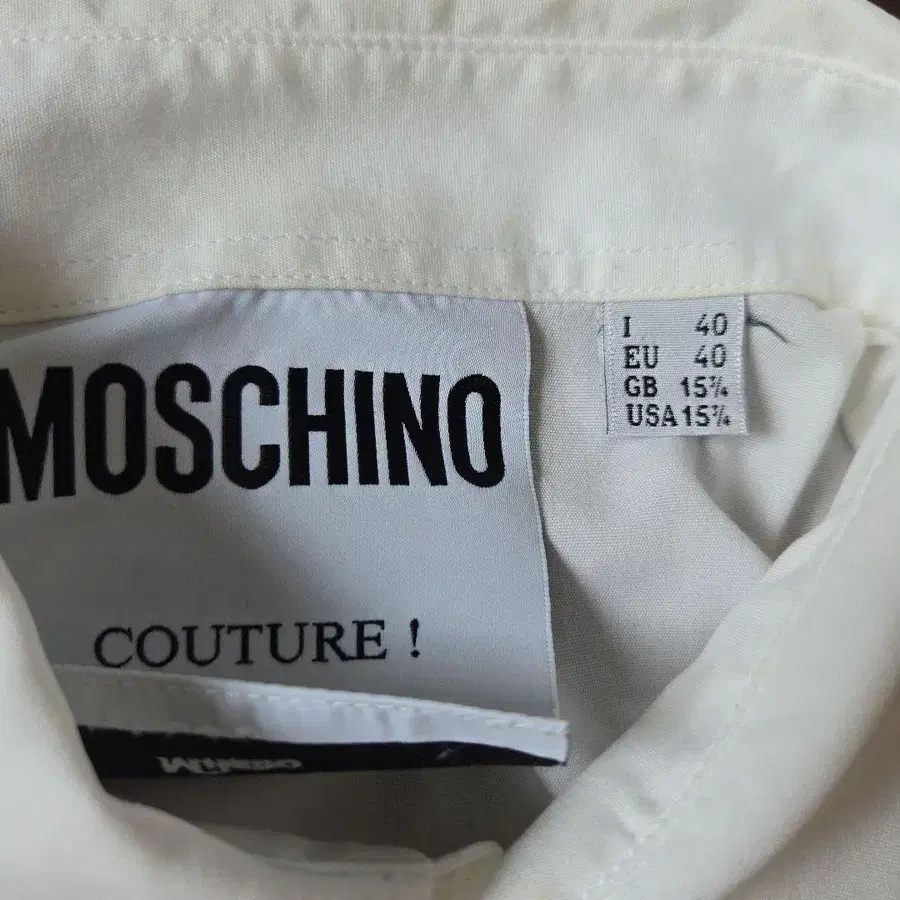 MOSCHINO
COUTURE !
I 40
EU 40
GB 15¾
USA 15¾